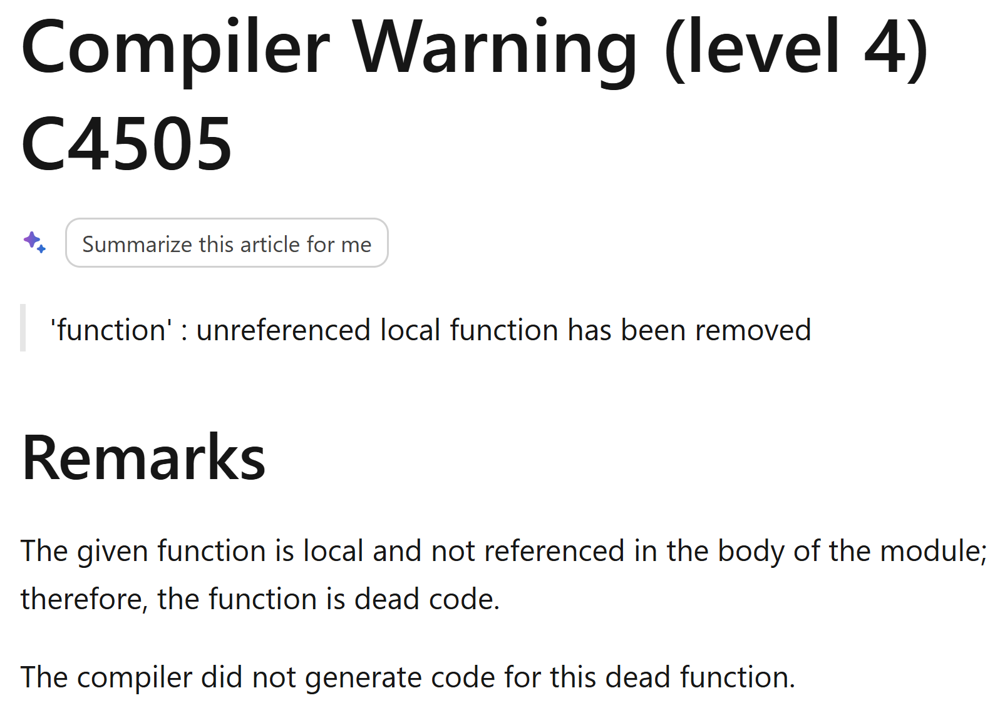 Compiler Warning (level 4)
C4505
Summarize this article for me
'function' : unreferenced local function has been removed
Remarks
The given function is local and not referenced in the body of the module;
therefore, the function is dead code.
The compiler did not generate code for this dead function.